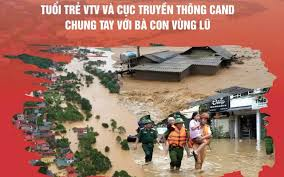 TUỔI TRẺ VTV VÀ CỤC TRUYỀN THÔNG CAND
CHUNG TAY VỚI BÀ CON VÙNG LŨ